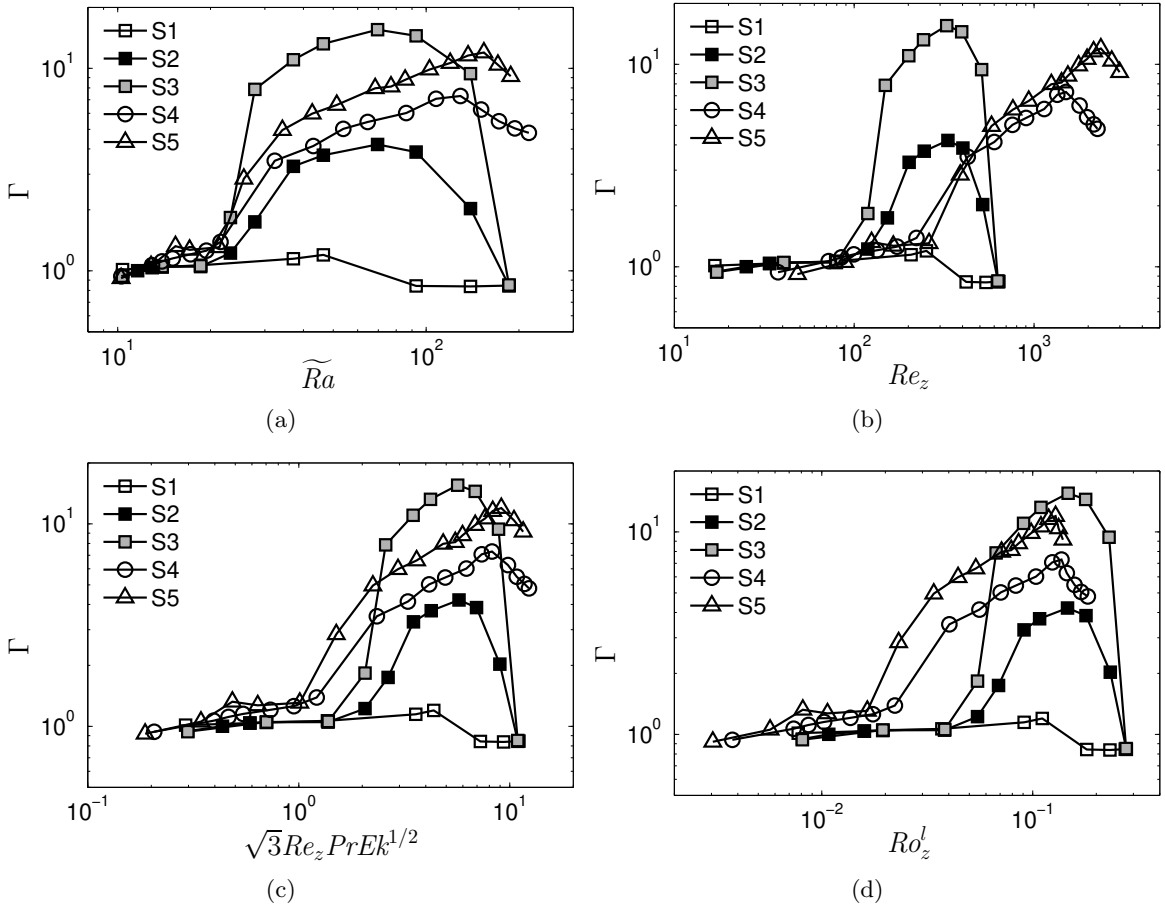 S1
S2
S3
S4
S5
Γ
10^1
10^0
10^1
10^2
\widetilde{Ra}
(a)
S1
S2
S3
S4
S5
Γ
10^1
10^0
10^1
10^2
10^3
Re_z
(b)
S1
S2
S3
S4
S5
Γ
10^1
10^0
10^{-1}
10^0
10^1
√3Re_zPrEk^{1/2}
(c)
S1
S2
S3
S4
S5
Γ
10^1
10^0
10^{-2}
10^{-1}
Ro_z^l
(d)